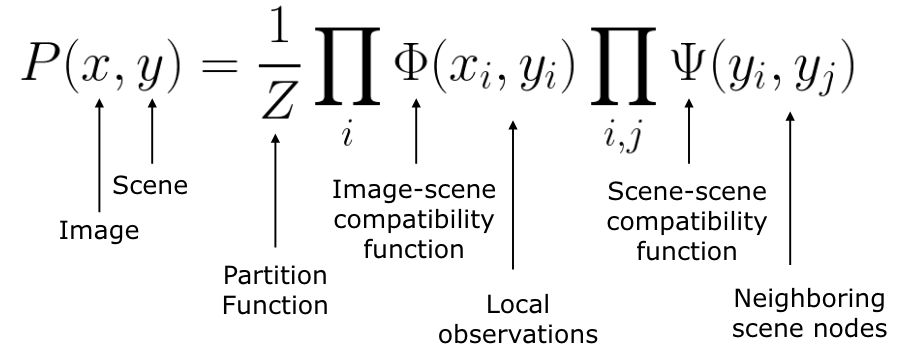 P(x, y) = \frac{1}{Z} \prod_{i} \Phi(x_i, y_i) \prod_{i,j} \Psi(y_i, y_j)
Scene
Image
Partition
Function
Image-scene
compatibility
function
Local
observations
Scene-scene
compatibility
function
Neighboring
scene nodes